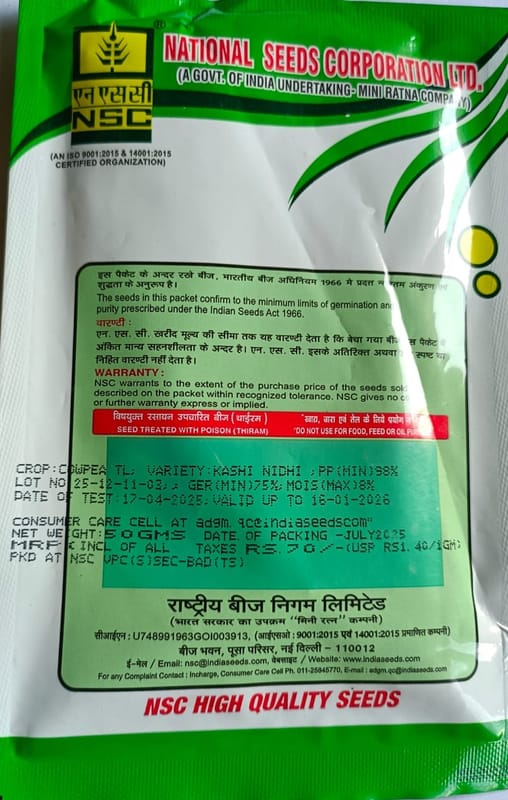 ®
NATIONAL SEEDS CORPORATION LTD.
(A GOVT. OF INDIA UNDERTAKING- MINI RATNA COMPANY)
एन एस सी
NSC
(AN ISO 9001:2015 & 14001:2015
CERTIFIED ORGANIZATION)
इस पैकेट के अन्दर रखे बीज, भारतीय बीज अधिनियम 1966 मे प्रदत्त अंकुरण एवं
शुद्धता के अनुरूप है।
The seeds in this packet confirm to the minimum limits of germination and
purity prescribed under the Indian Seeds Act 1966.
वारण्टी :
एन. एस. सी. खरीद मूल्य की सीमा तक यह वारण्टी देता है कि बेचा गया बीज इस पैकेट में
अंकित मान्य सहनशीलता के अन्दर है। एन. एस. सी. इसके अतिरिक्त अथवा स्पष्ट या
निहित वारण्टी नहीं देता है।
WARRANTY:
NSC warrants to the extent of the purchase price of the seeds sold
described on the packet within recognized tolerance. NSC gives no
or further warranty express or implied.
विषयुक्त रसायन उपचारित बीज (थाईरम)
SEED TREATED WITH POISON (THIRAM)
"खाद्य, चारा एवं तेल के लिये प्रयोग
"DO NOT USE FOR FOOD, FEED OR OIL
CROP:COWPEA TL; VARIETY:KASHI NIDHI ;PP(MIN)98%
LOT NO 25-12-11-03,; GER(MIN)75%;MOIS(MAX)8%
DATE OF TEST:17-04-2025;VALID UP TO 16-01-2026
CONSUMER CARE CELL AT adgm.qc@indiaseedscom"
NET WEIGHT:50GMS DATE OF PACKING -JULY2025
MRP INCL OF ALL TAXES RS.70/-(USP RS1.40/1GM)
PKD AT NSC VPC(S)SEC-BAD(TS)
राष्ट्रीय बीज निगम लिमिटेड
(भारत सरकार का उपक्रम "मिनी रत्न" कम्पनी)
सीआईएन : U748991963GOI003913, (आईएसओ : 9001:2015 एवं 14001:2015 प्रमाणित कम्पनी)
बीज भवन, पूसा परिसर, नई दिल्ली - 110012
ई-मेल / Email: nsc@indiaseeds.com, वेबसाइट / Website: www.indiaseeds.com
For any Complaint Contact : Incharge, Consumer Care Cell Ph. 011-25845770, E-mail : adgm.qc@indiaseeds.com
NSC HIGH QUALITY SEEDS